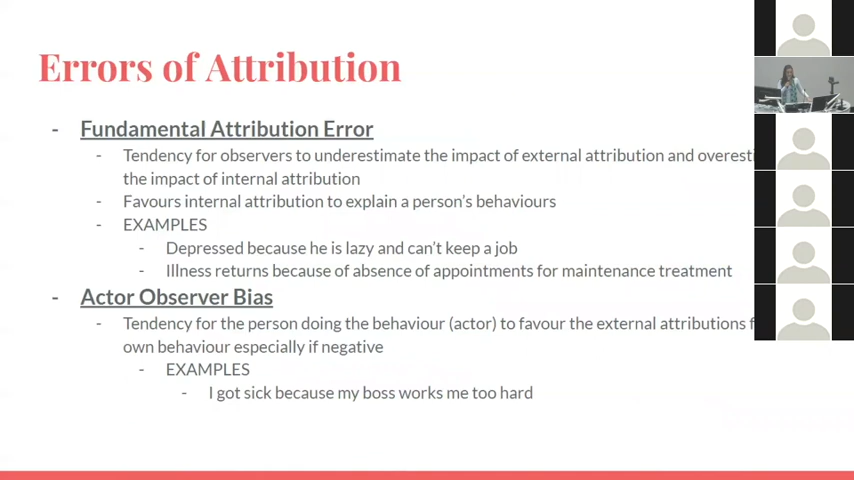 Errors of Attribution
- Fundamental Attribution Error
- Tendency for observers to underestimate the impact of external attribution and overesti
the impact of internal attribution
- Favours internal attribution to explain a person's behaviours
- EXAMPLES
- Depressed because he is lazy and can't keep a job
- Illness returns because of absence of appointments for maintenance treatment
- Actor Observer Bias
- Tendency for the person doing the behaviour (actor) to favour the external attributions f
own behaviour especially if negative
- EXAMPLES
- I got sick because my boss works me too hard